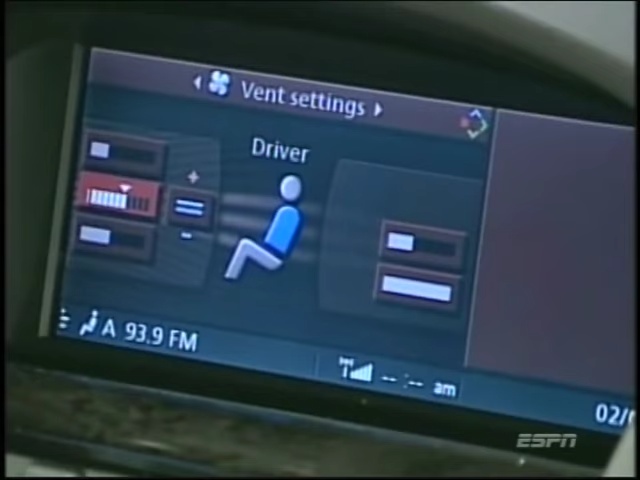 Vent settings
Driver
+
-
A 93.9 FM
-- : -- am
02/
ESPN